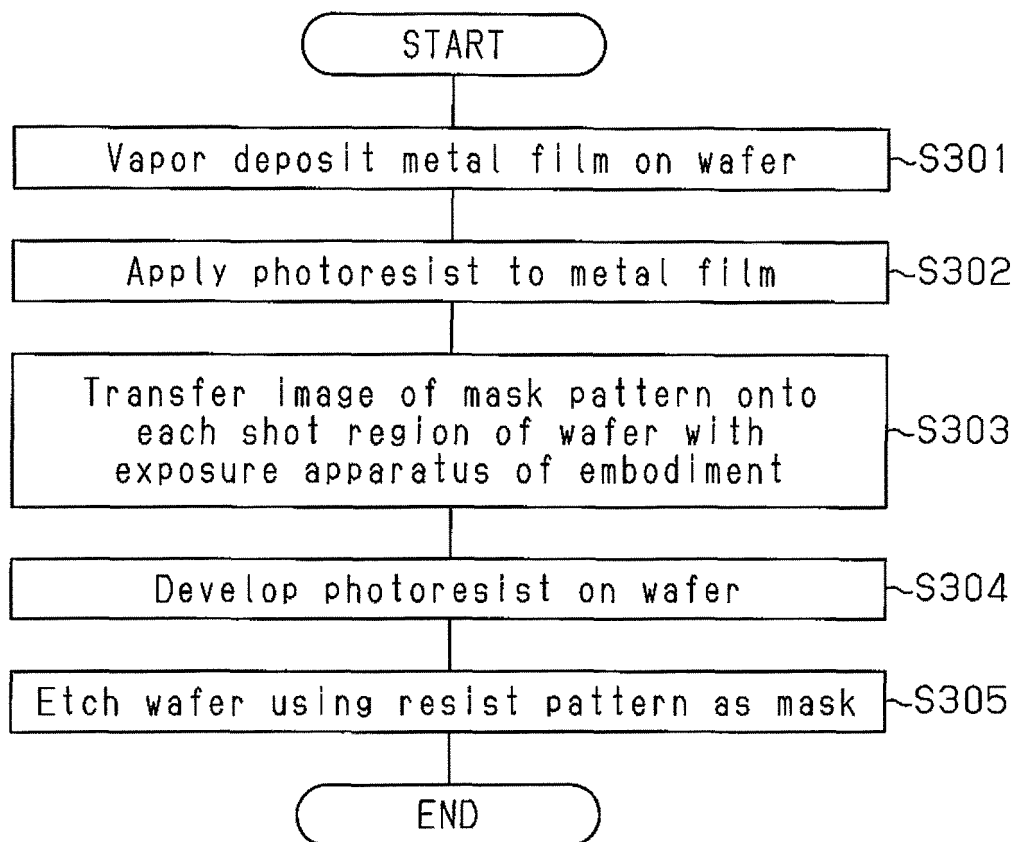 START
Vapor deposit metal film on wafer
S301
Apply photoresist to metal film
S302
Transfer image of mask pattern onto
each shot region of wafer with
exposure apparatus of embodiment
S303
Develop photoresist on wafer
S304
Etch wafer using resist pattern as mask
S305
END